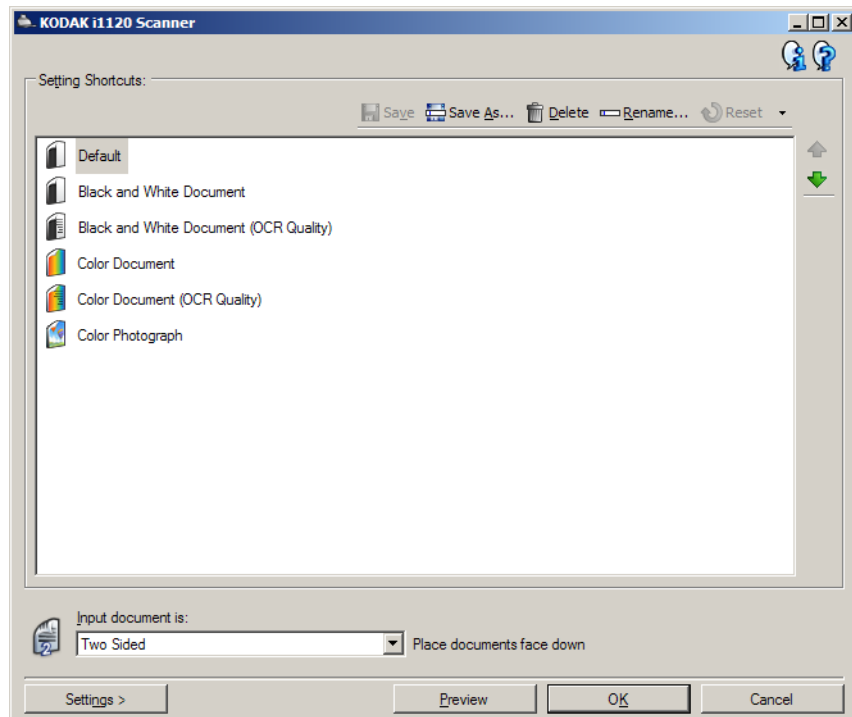 KODAK i1120 Scanner
Setting Shortcuts:
Save Save As... Delete Rename... Reset
Default
Black and White Document
Black and White Document (OCR Quality)
Color Document
Color Document (OCR Quality)
Color Photograph
Input document is:
2 Two Sided Place documents face down
Settings > Preview OK Cancel